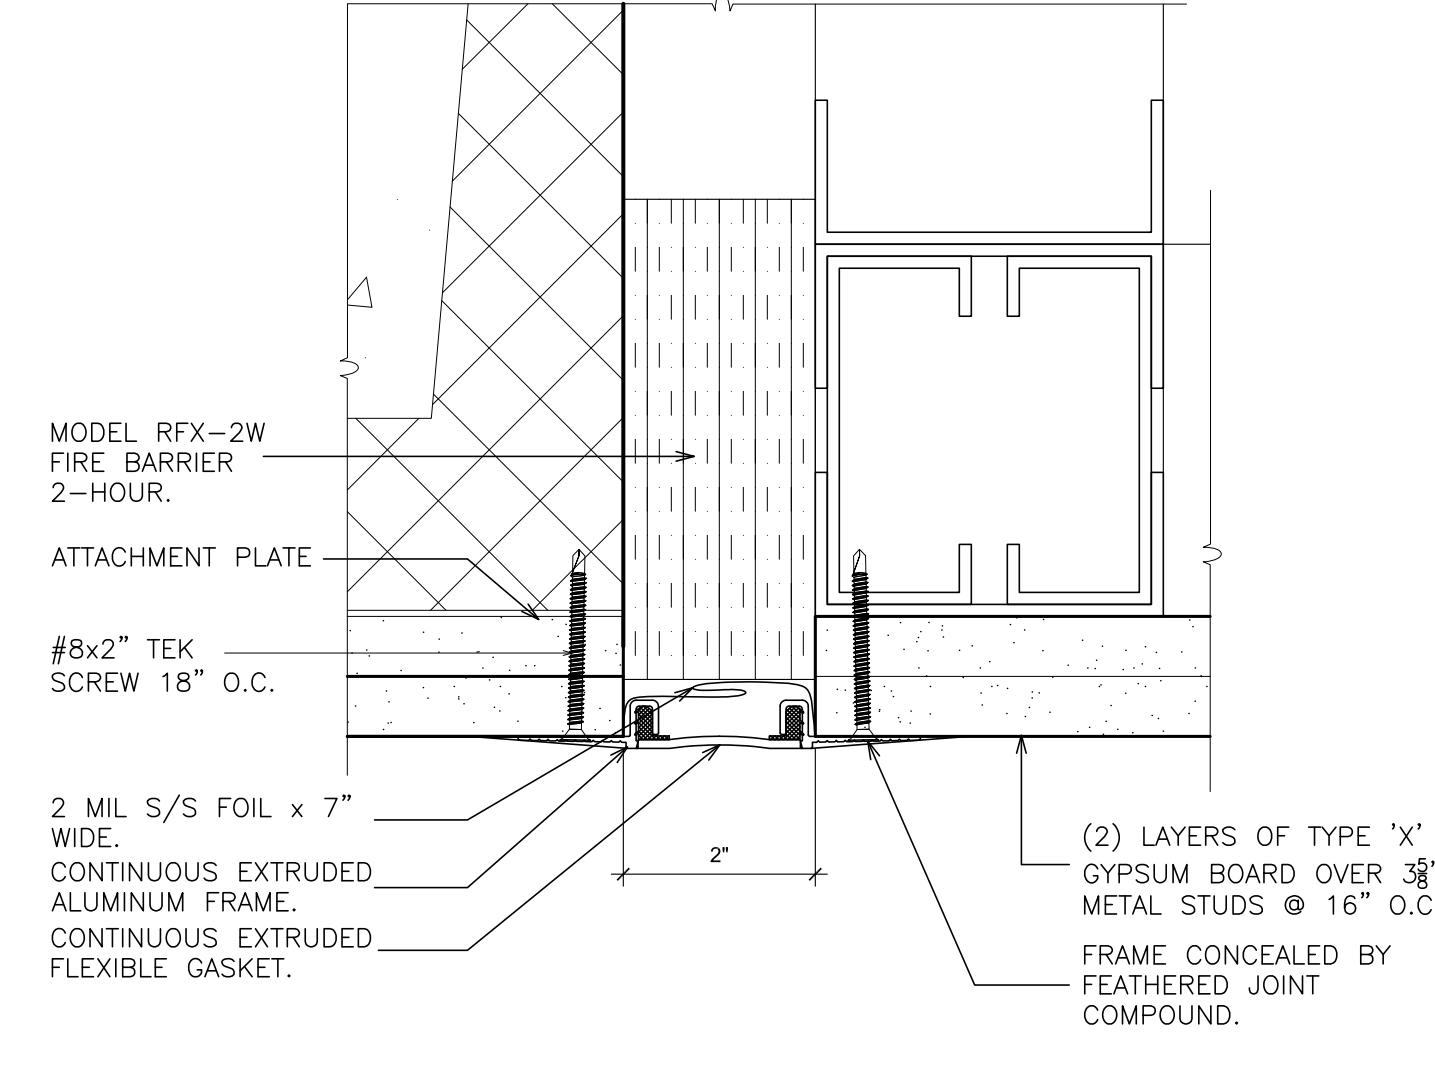 MODEL RFX-2W
FIRE BARRIER
2-HOUR.
ATTACHMENT PLATE
#8x2” TEK
SCREW 18” O.C.
2 MIL S/S FOIL x 7”
WIDE.
CONTINUOUS EXTRUDED
ALUMINUM FRAME.
CONTINUOUS EXTRUDED
FLEXIBLE GASKET.
2"
(2) LAYERS OF TYPE ’X’
GYPSUM BOARD OVER 3⅝’
METAL STUDS @ 16” O.C
FRAME CONCEALED BY
FEATHERED JOINT
COMPOUND.